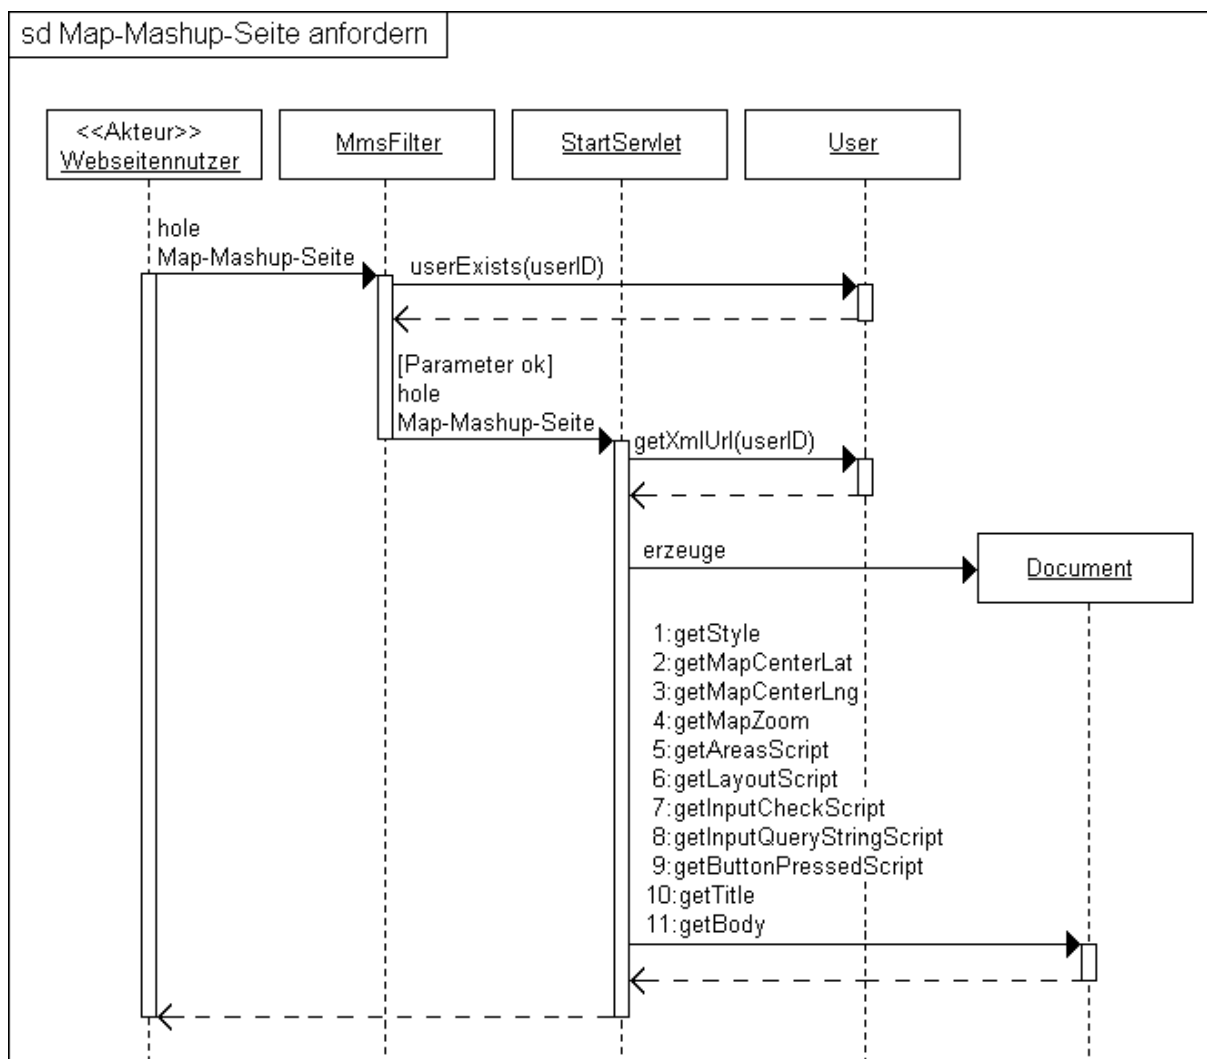 sd Map-Mashup-Seite anfordern
<<Akteur>>
Webseitennutzer
MmsFilter
StartServlet
User
hole
Map-Mashup-Seite
userExists(userID)
[Parameter ok]
hole
Map-Mashup-Seite
getXmlUrl(userID)
erzeuge
Document
1:getStyle
2:getMapCenterLat
3:getMapCenterLng
4:getMapZoom
5:getAreasScript
6:getLayoutScript
7:getInputCheckScript
8:getInputQueryStringScript
9:getButtonPressedScript
10:getTitle
11:getBody